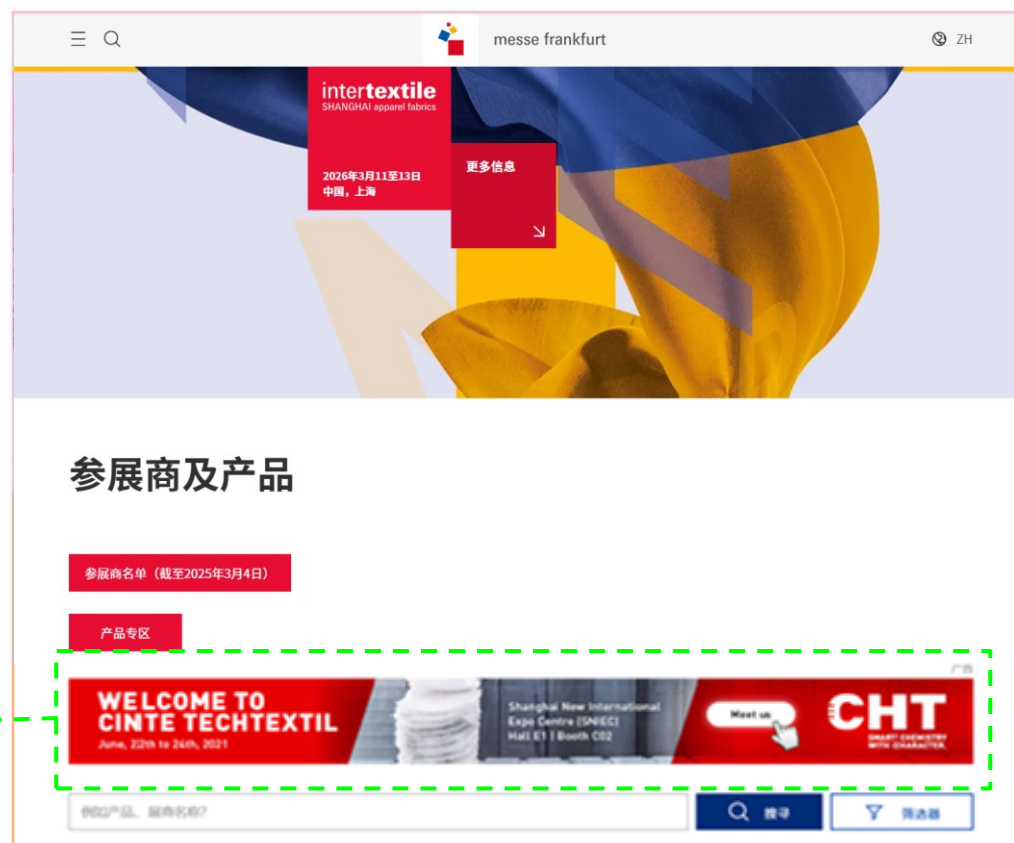 messe frankfurt
ZH
intertextile
SHANGHAI apparel fabrics
2026年3月11至13日
中国，上海
更多信息
参展商及产品
参展商名单（截至2025年3月4日）
产品专区
广告
WELCOME TO
CINTE TECHTEXTIL
June, 22th to 24th, 2021
Shanghai New International
Expo Centre (SNIEC)
Hall E1 | Booth C02
Meet us
CHT
SMART CHEMISTRY
WITH CHARACTER.
例如产品、展商名称?
搜寻
筛选器